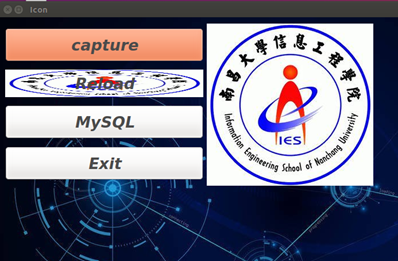 Icon
capture
Reload
MySQL
Exit
南昌大學信息工程學院
Information Engineering School of Nanchang University
IES